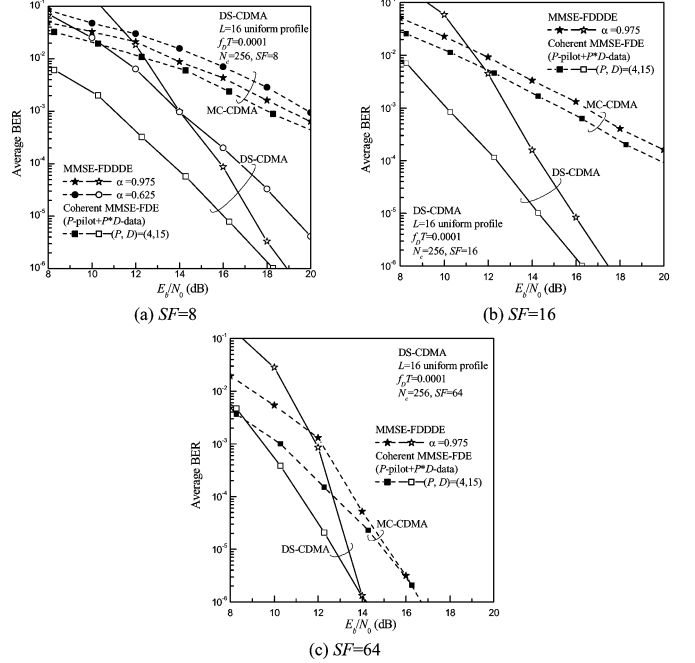 10⁻¹
10⁻²
10⁻³
10⁻⁴
10⁻⁵
10⁻⁶
Average BER
DS-CDMA
L=16 uniform profile
f_D T=0.0001
N_c=256, SF=8
MC-CDMA
DS-CDMA
MMSE-FDDDE
α=0.975
α=0.625
Coherent MMSE-FDE
(P-pilot+P*D-data)
(P, D)=(4,15)
8 10 12 14 16 18 20
E_b/N_0 (dB)
(a) SF=8
10⁻¹
10⁻²
10⁻³
10⁻⁴
10⁻⁵
10⁻⁶
Average BER
MMSE-FDDDE
α=0.975
Coherent MMSE-FDE
(P-pilot+P*D-data)
(P, D)=(4,15)
MC-CDMA
DS-CDMA
DS-CDMA
L=16 uniform profile
f_D T=0.0001
N_c=256, SF=16
8 10 12 14 16 18 20
E_b/N_0 (dB)
(b) SF=16
10⁻¹
10⁻²
10⁻³
10⁻⁴
10⁻⁵
10⁻⁶
Average BER
DS-CDMA
L=16 uniform profile
f_D T=0.0001
N_c=256, SF=64
MMSE-FDDDE
α=0.975
Coherent MMSE-FDE
(P-pilot+P*D-data)
(P, D)=(4,15)
MC-CDMA
DS-CDMA
8 10 12 14 16 18 20
E_b/N_0 (dB)
(c) SF=64